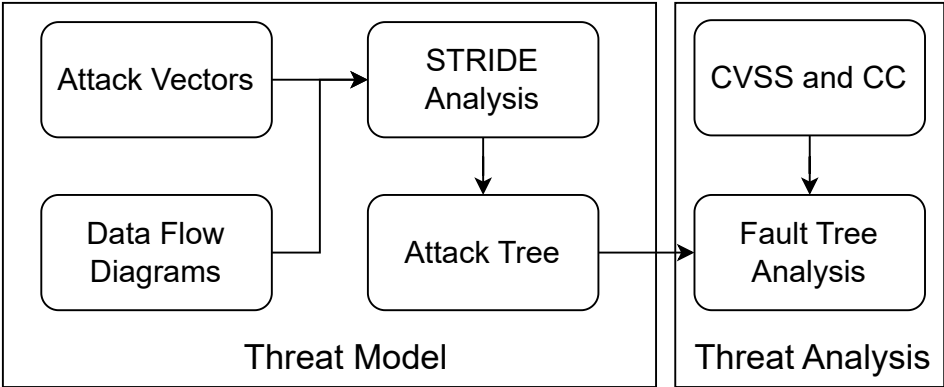 Attack Vectors
STRIDE
Analysis
Data Flow
Diagrams
Attack Tree
Threat Model
CVSS and CC
Fault Tree
Analysis
Threat Analysis